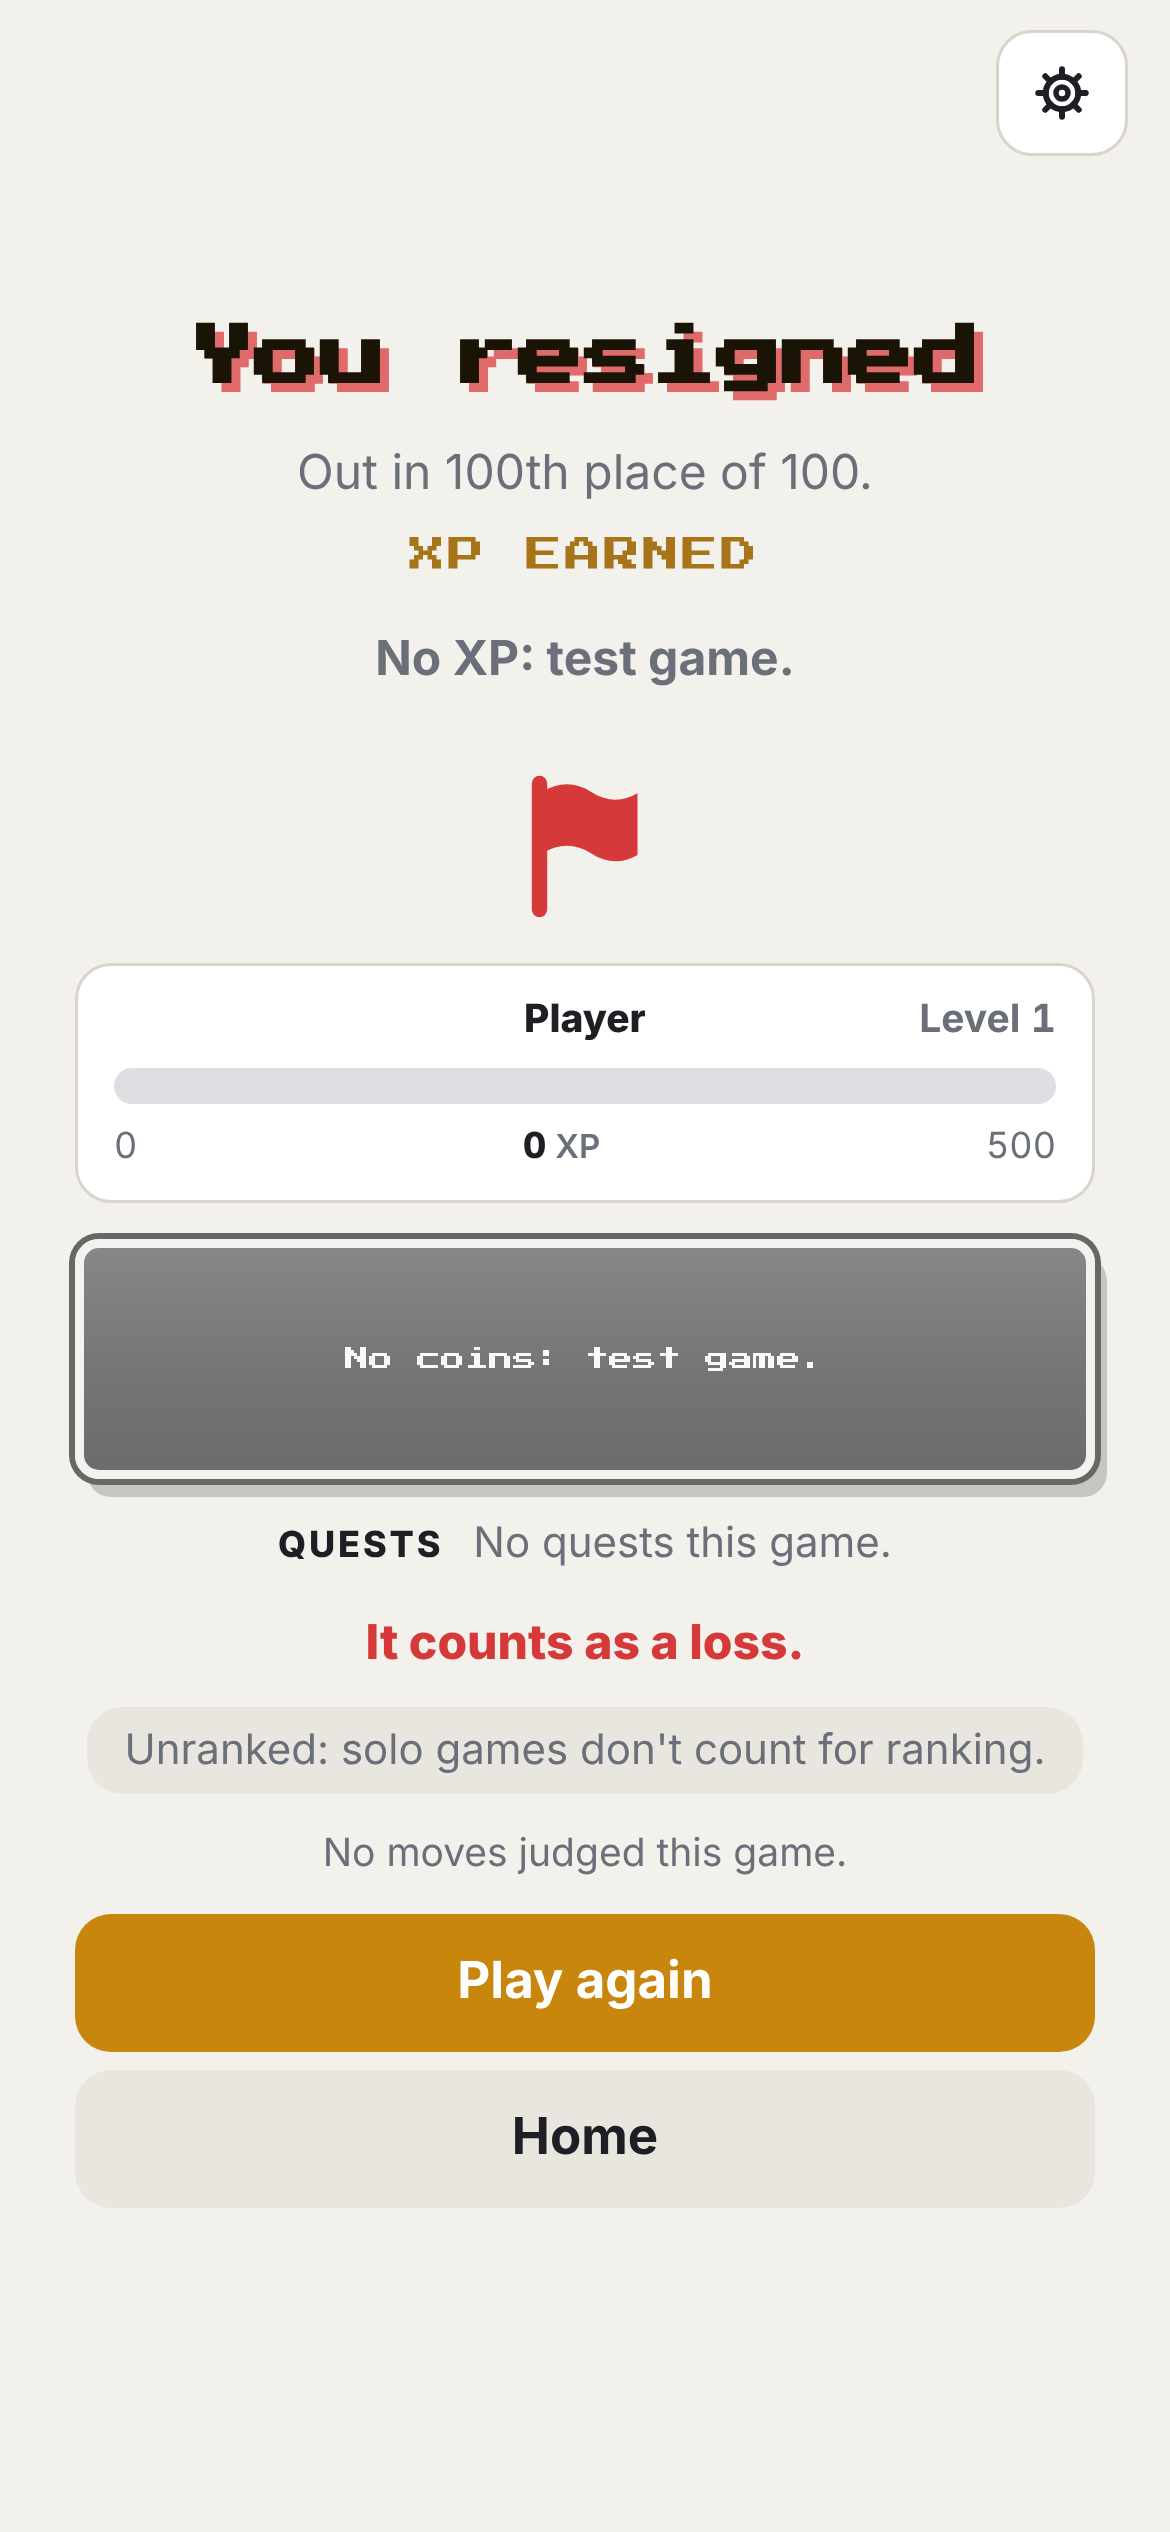 You resigned
Out in 100th place of 100.
XP EARNED
No XP: test game.
Player Level 1
0 0 XP 500
No coins: test game.
QUESTS No quests this game.
It counts as a loss.
Unranked: solo games don't count for ranking.
No moves judged this game.
Play again
Home